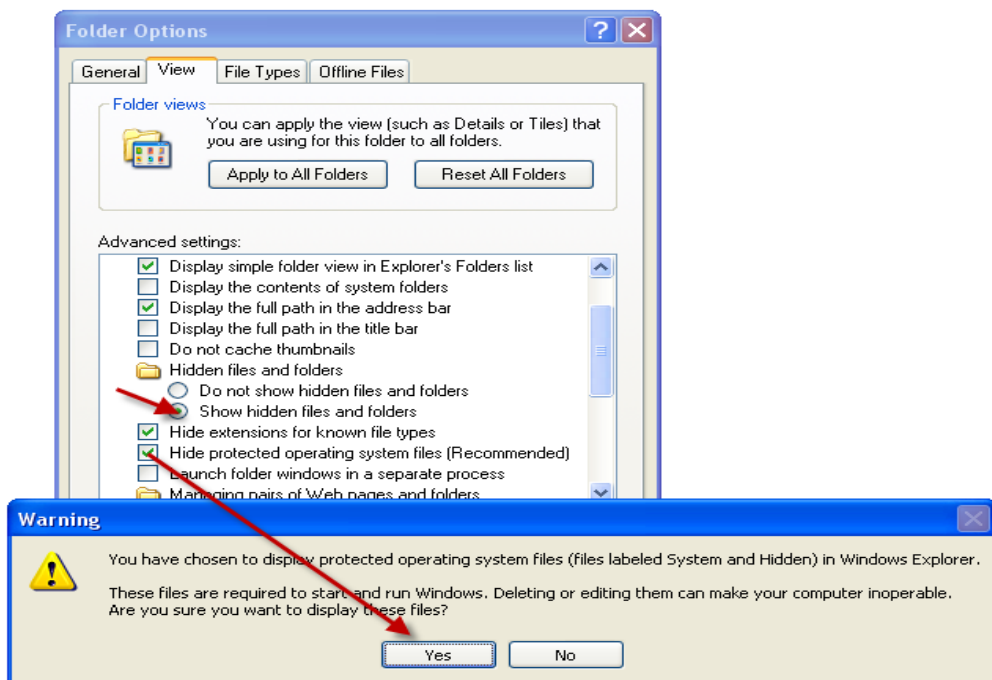 Folder Options
General View File Types Offline Files
Folder views
You can apply the view (such as Details or Tiles) that
you are using for this folder to all folders.
Apply to All Folders Reset All Folders
Advanced settings:
Display simple folder view in Explorer's Folders list
Display the contents of system folders
Display the full path in the address bar
Display the full path in the title bar
Do not cache thumbnails
Hidden files and folders
Do not show hidden files and folders
Show hidden files and folders
Hide extensions for known file types
Hide protected operating system files (Recommended)
Launch folder windows in a separate process
Managing pairs of Web pages and folders
Warning
You have chosen to display protected operating system files (files labeled System and Hidden) in Windows Explorer.
These files are required to start and run Windows. Deleting or editing them can make your computer inoperable.
Are you sure you want to display these files?
Yes No